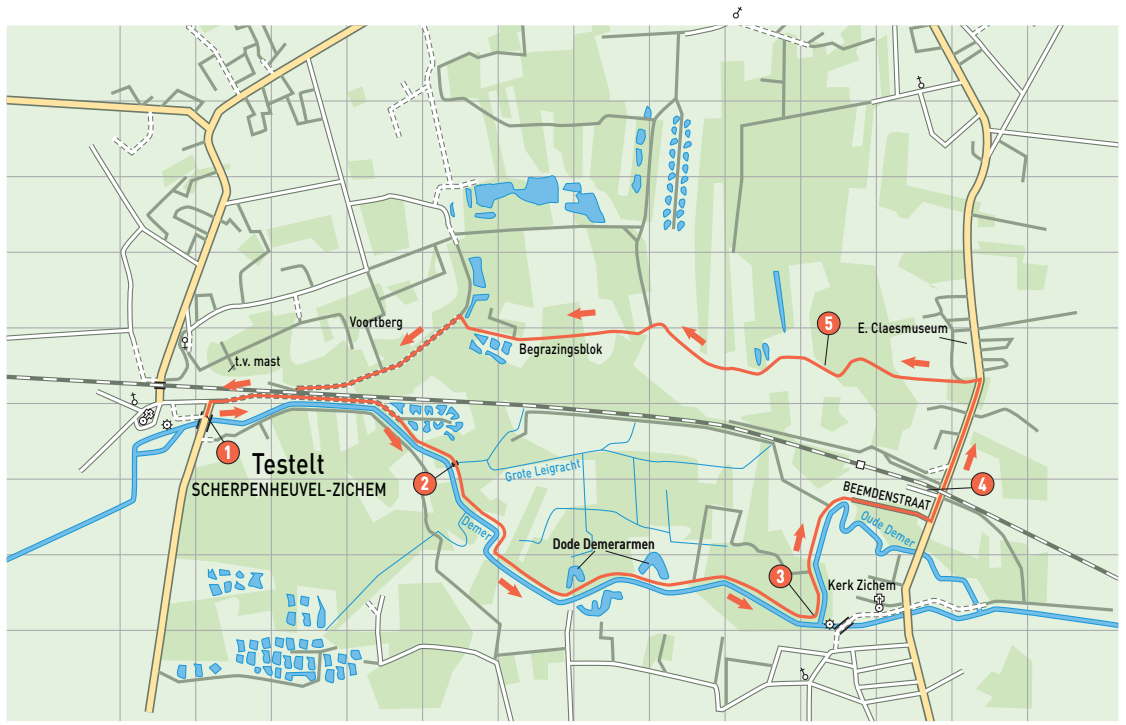 5
E. Claesmuseum
Voortberg
Begrazingsblok
t.v. mast
1
Testelt
SCHERPENHEUVEL-ZICHEM
2
Grote Leigracht
4
BEEMDENSTRAAT
Oude Demer
Demer
Dode Demerarmen
3
Kerk Zichem